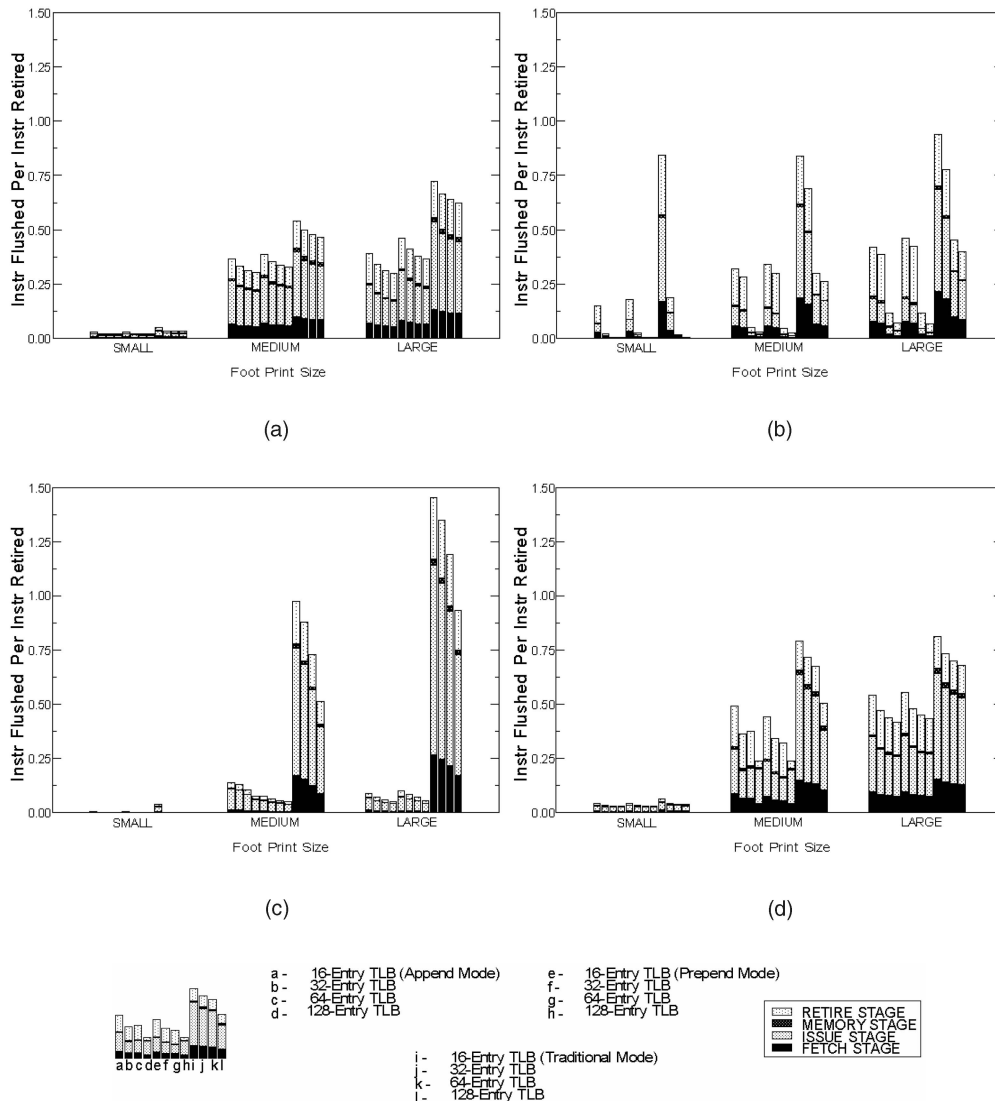 1.50
1.25
1.00
0.75
0.50
0.25
0.00
Instr Flushed Per Instr Retired
SMALL MEDIUM LARGE
Foot Print Size
(a)
1.50
1.25
1.00
0.75
0.50
0.25
0.00
Instr Flushed Per Instr Retired
SMALL MEDIUM LARGE
Foot Print Size
(b)
1.50
1.25
1.00
0.75
0.50
0.25
0.00
Instr Flushed Per Instr Retired
SMALL MEDIUM LARGE
Foot Print Size
(c)
1.50
1.25
1.00
0.75
0.50
0.25
0.00
Instr Flushed Per Instr Retired
SMALL MEDIUM LARGE
Foot Print Size
(d)
a b c d e f g h i j k l
a - 16-Entry TLB (Append Mode)
b - 32-Entry TLB
c - 64-Entry TLB
d - 128-Entry TLB
e - 16-Entry TLB (Prepend Mode)
f - 32-Entry TLB
g - 64-Entry TLB
h - 128-Entry TLB
i - 16-Entry TLB (Traditional Mode)
j - 32-Entry TLB
k - 64-Entry TLB
l - 128-Entry TLB
RETIRE STAGE
MEMORY STAGE
ISSUE STAGE
FETCH STAGE